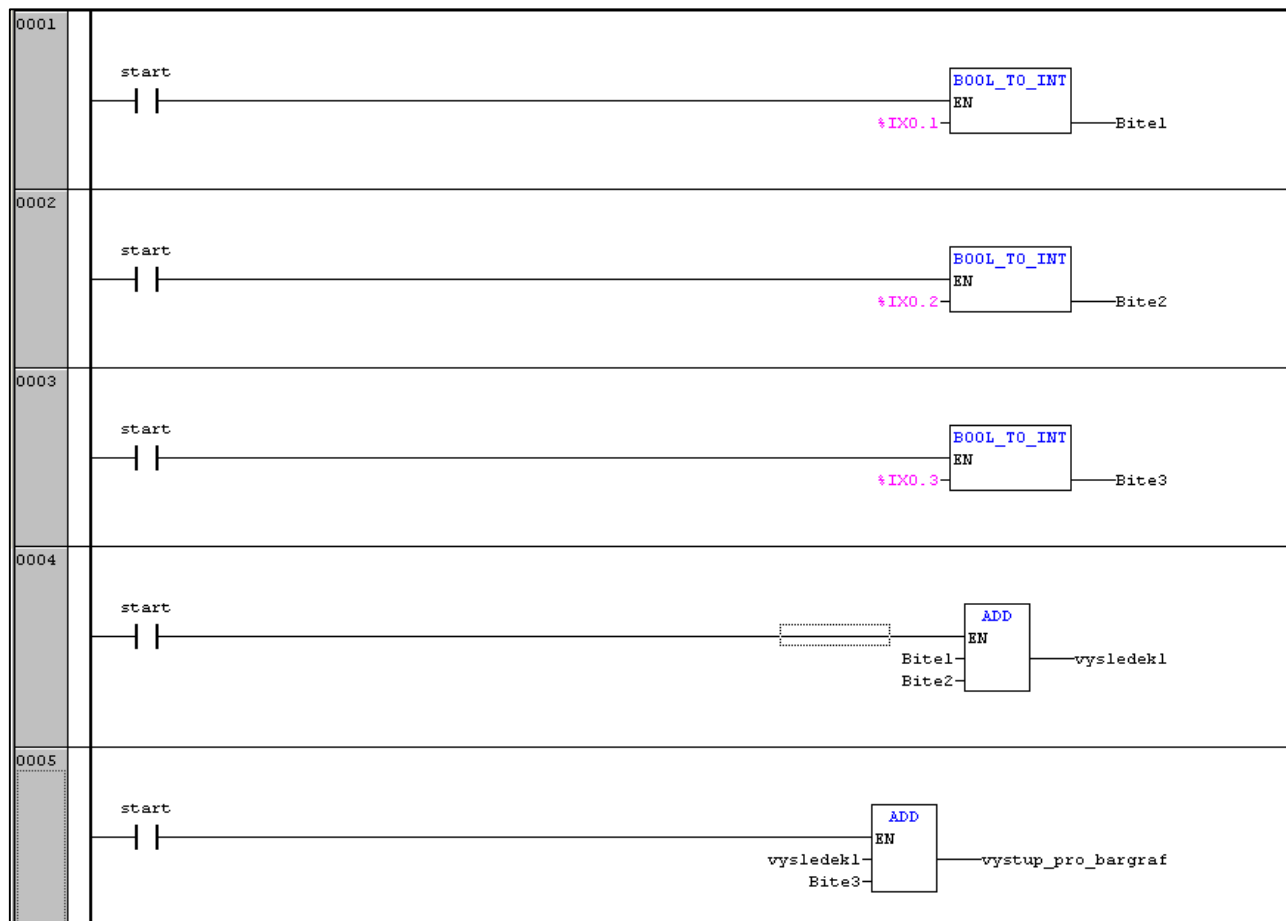 0001
start
BOOL_TO_INT
EN
%IX0.1
Bite1
0002
start
BOOL_TO_INT
EN
%IX0.2
Bite2
0003
start
BOOL_TO_INT
EN
%IX0.3
Bite3
0004
start
ADD
EN
Bite1
vysledek1
Bite2
0005
start
ADD
EN
vysledek1
vystup_pro_bargraf
Bite3